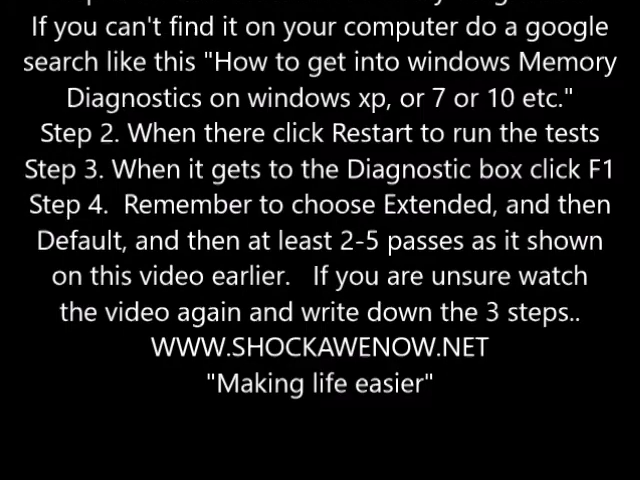 If you can't find it on your computer do a google
search like this "How to get into windows Memory
Diagnostics on windows xp, or 7 or 10 etc."
Step 2. When there click Restart to run the tests
Step 3. When it gets to the Diagnostic box click F1
Step 4.  Remember to choose Extended, and then
Default, and then at least 2-5 passes as it shown
on this video earlier.   If you are unsure watch
the video again and write down the 3 steps..
WWW.SHOCKAWENOW.NET
"Making life easier"